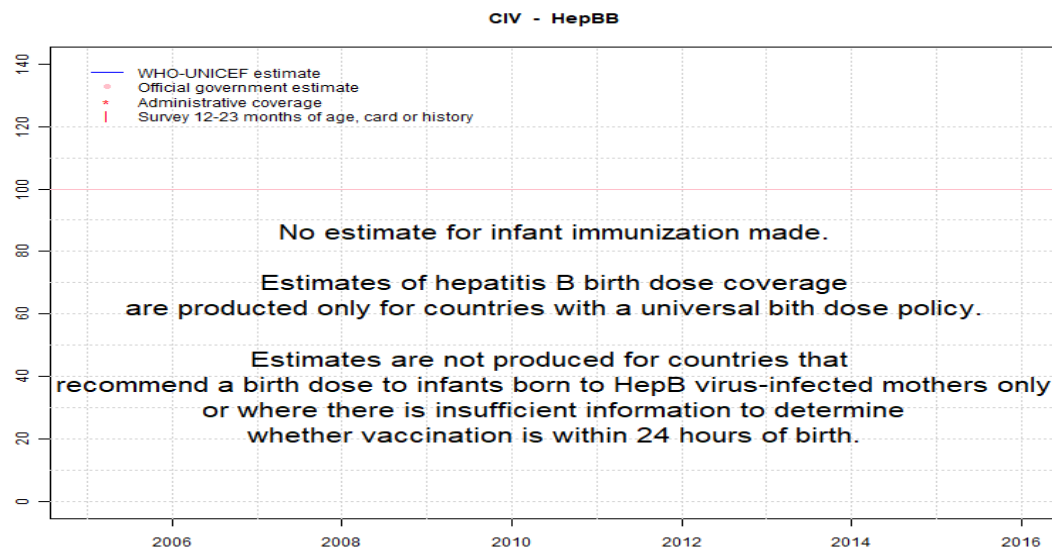 CIV - HepBB
WHO-UNICEF estimate
Official government estimate
Administrative coverage
Survey 12-23 months of age, card or history
140
120
100
80
60
40
20
0
No estimate for infant immunization made.
Estimates of hepatitis B birth dose coverage
are producted only for countries with a universal bith dose policy.
Estimates are not produced for countries that
recommend a birth dose to infants born to HepB virus-infected mothers only
or where there is insufficient information to determine
whether vaccination is within 24 hours of birth.
2006 2008 2010 2012 2014 2016